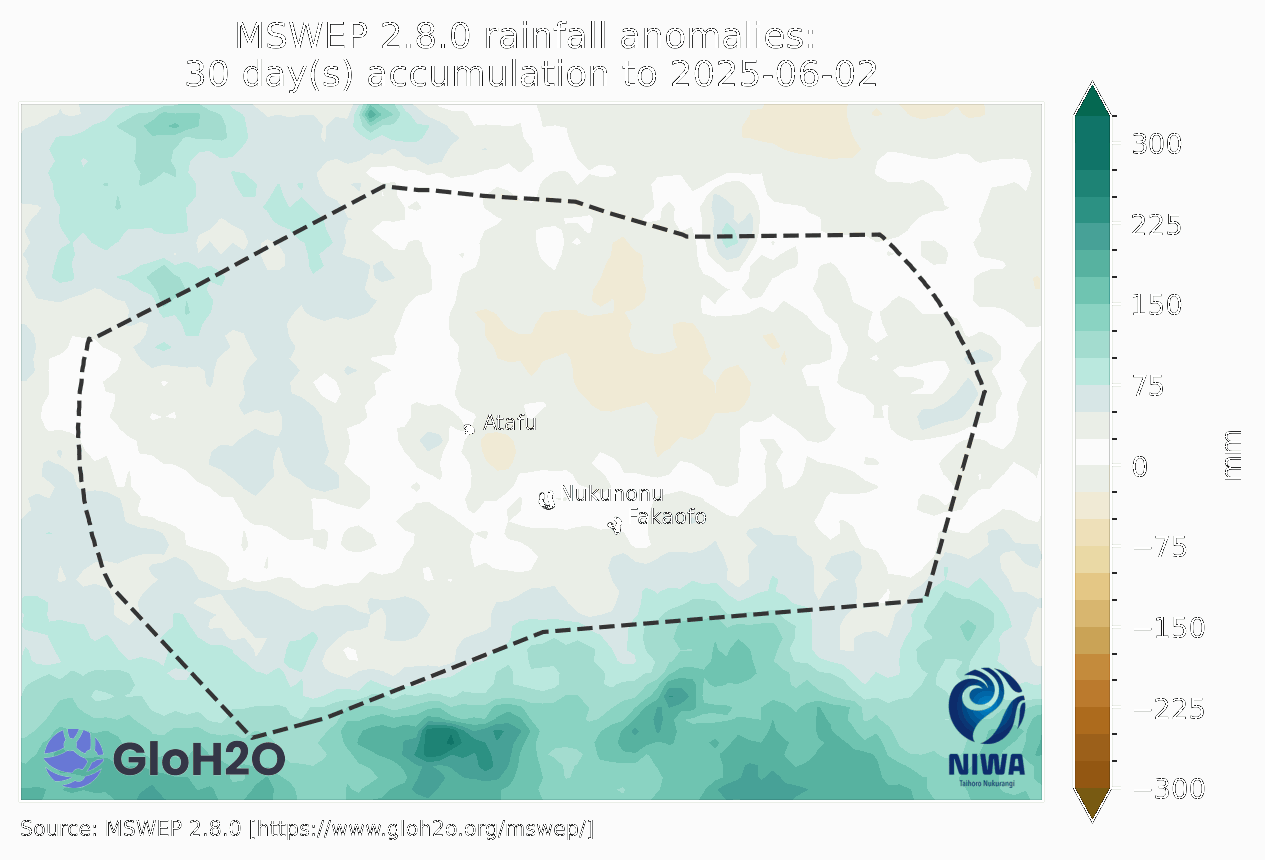 MSWEP 2.8.0 rainfall anomalies:
30 day(s) accumulation to 2025-06-02
300
225
150
75
0
−75
−150
−225
−300
mm
Atafu
Nukunonu
Fakaofo
GloH2O
NIWA
Taihoro Nukurangi
Source: MSWEP 2.8.0 [https://www.gloh2o.org/mswep/]